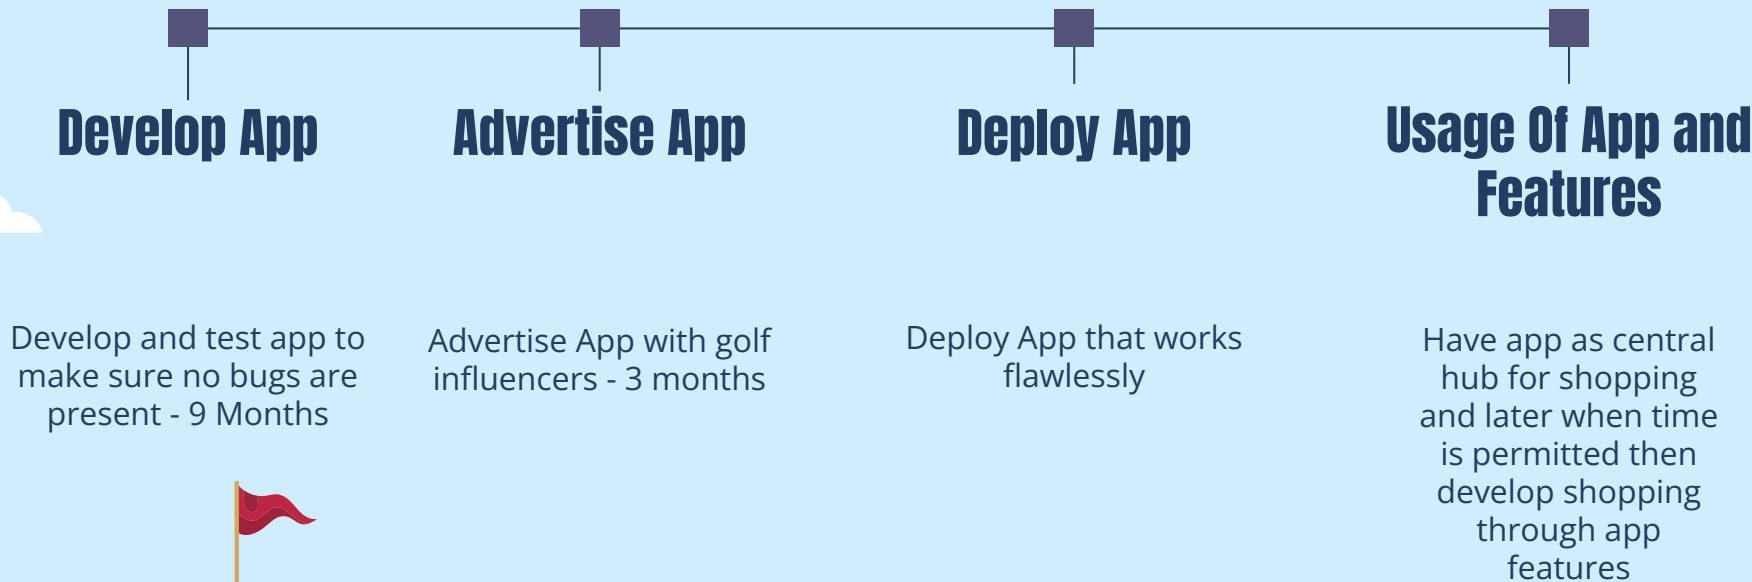 Develop App
Advertise App
Deploy App
Usage Of App and
Features
Develop and test app to
make sure no bugs are
present - 9 Months
Advertise App with golf
influencers - 3 months
Deploy App that works
flawlessly
Have app as central
hub for shopping
and later when time
is permitted then
develop shopping
through app
features